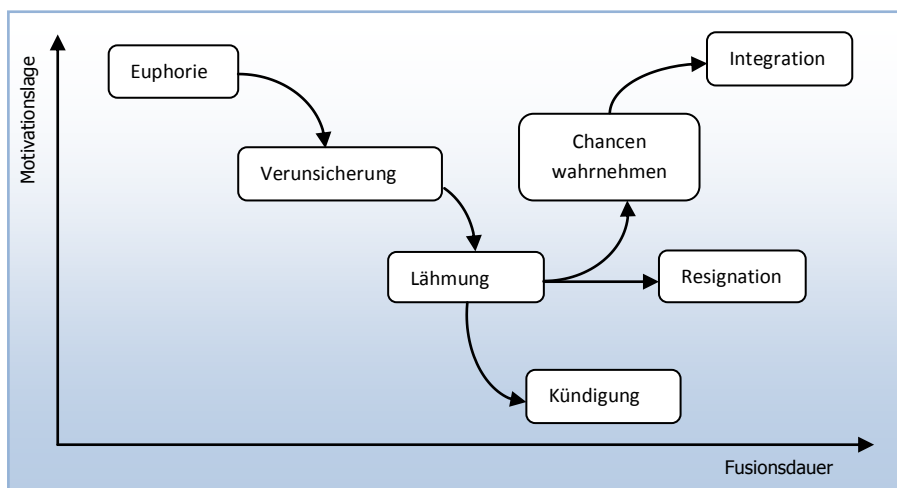 Motivationslage
Euphorie
Integration
Chancen
wahrnehmen
Verunsicherung
Lähmung
Resignation
Kündigung
Fusionsdauer